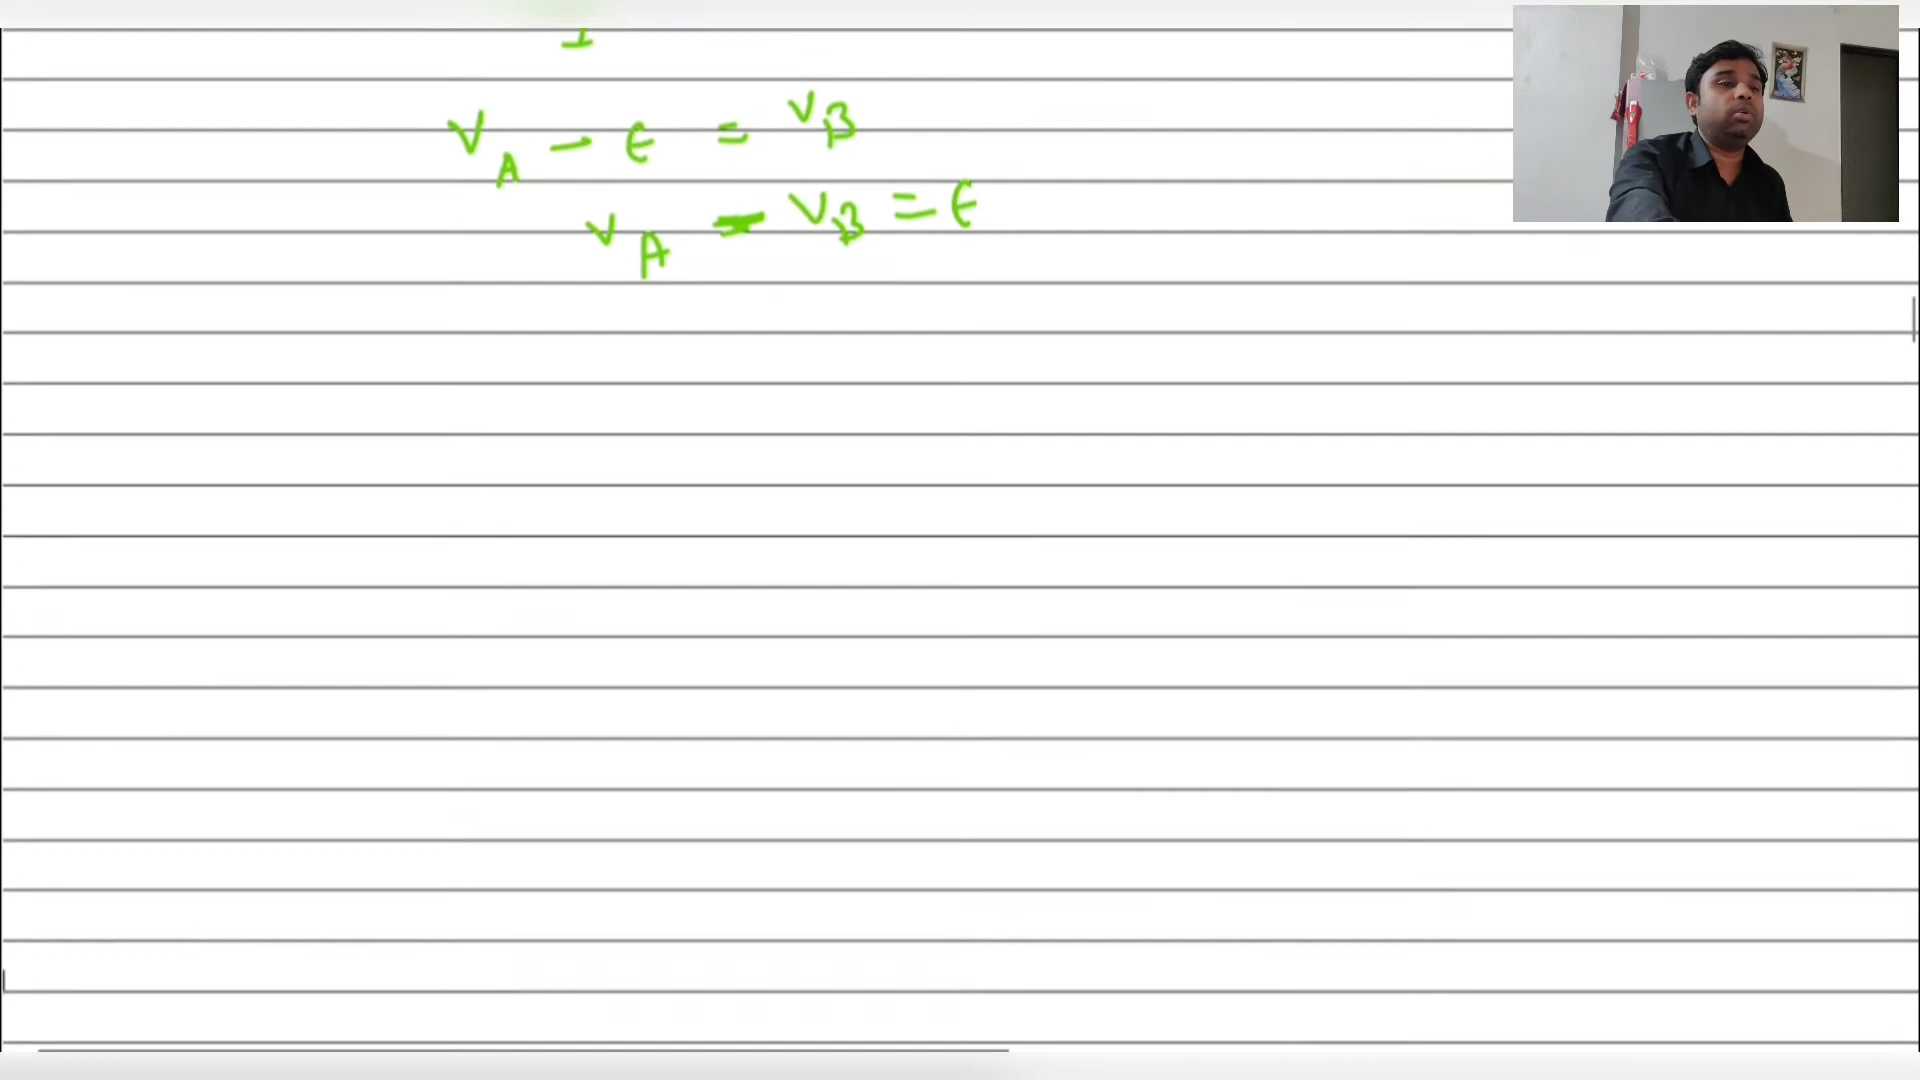 V_A - E = V_B
V_A - V_B = E